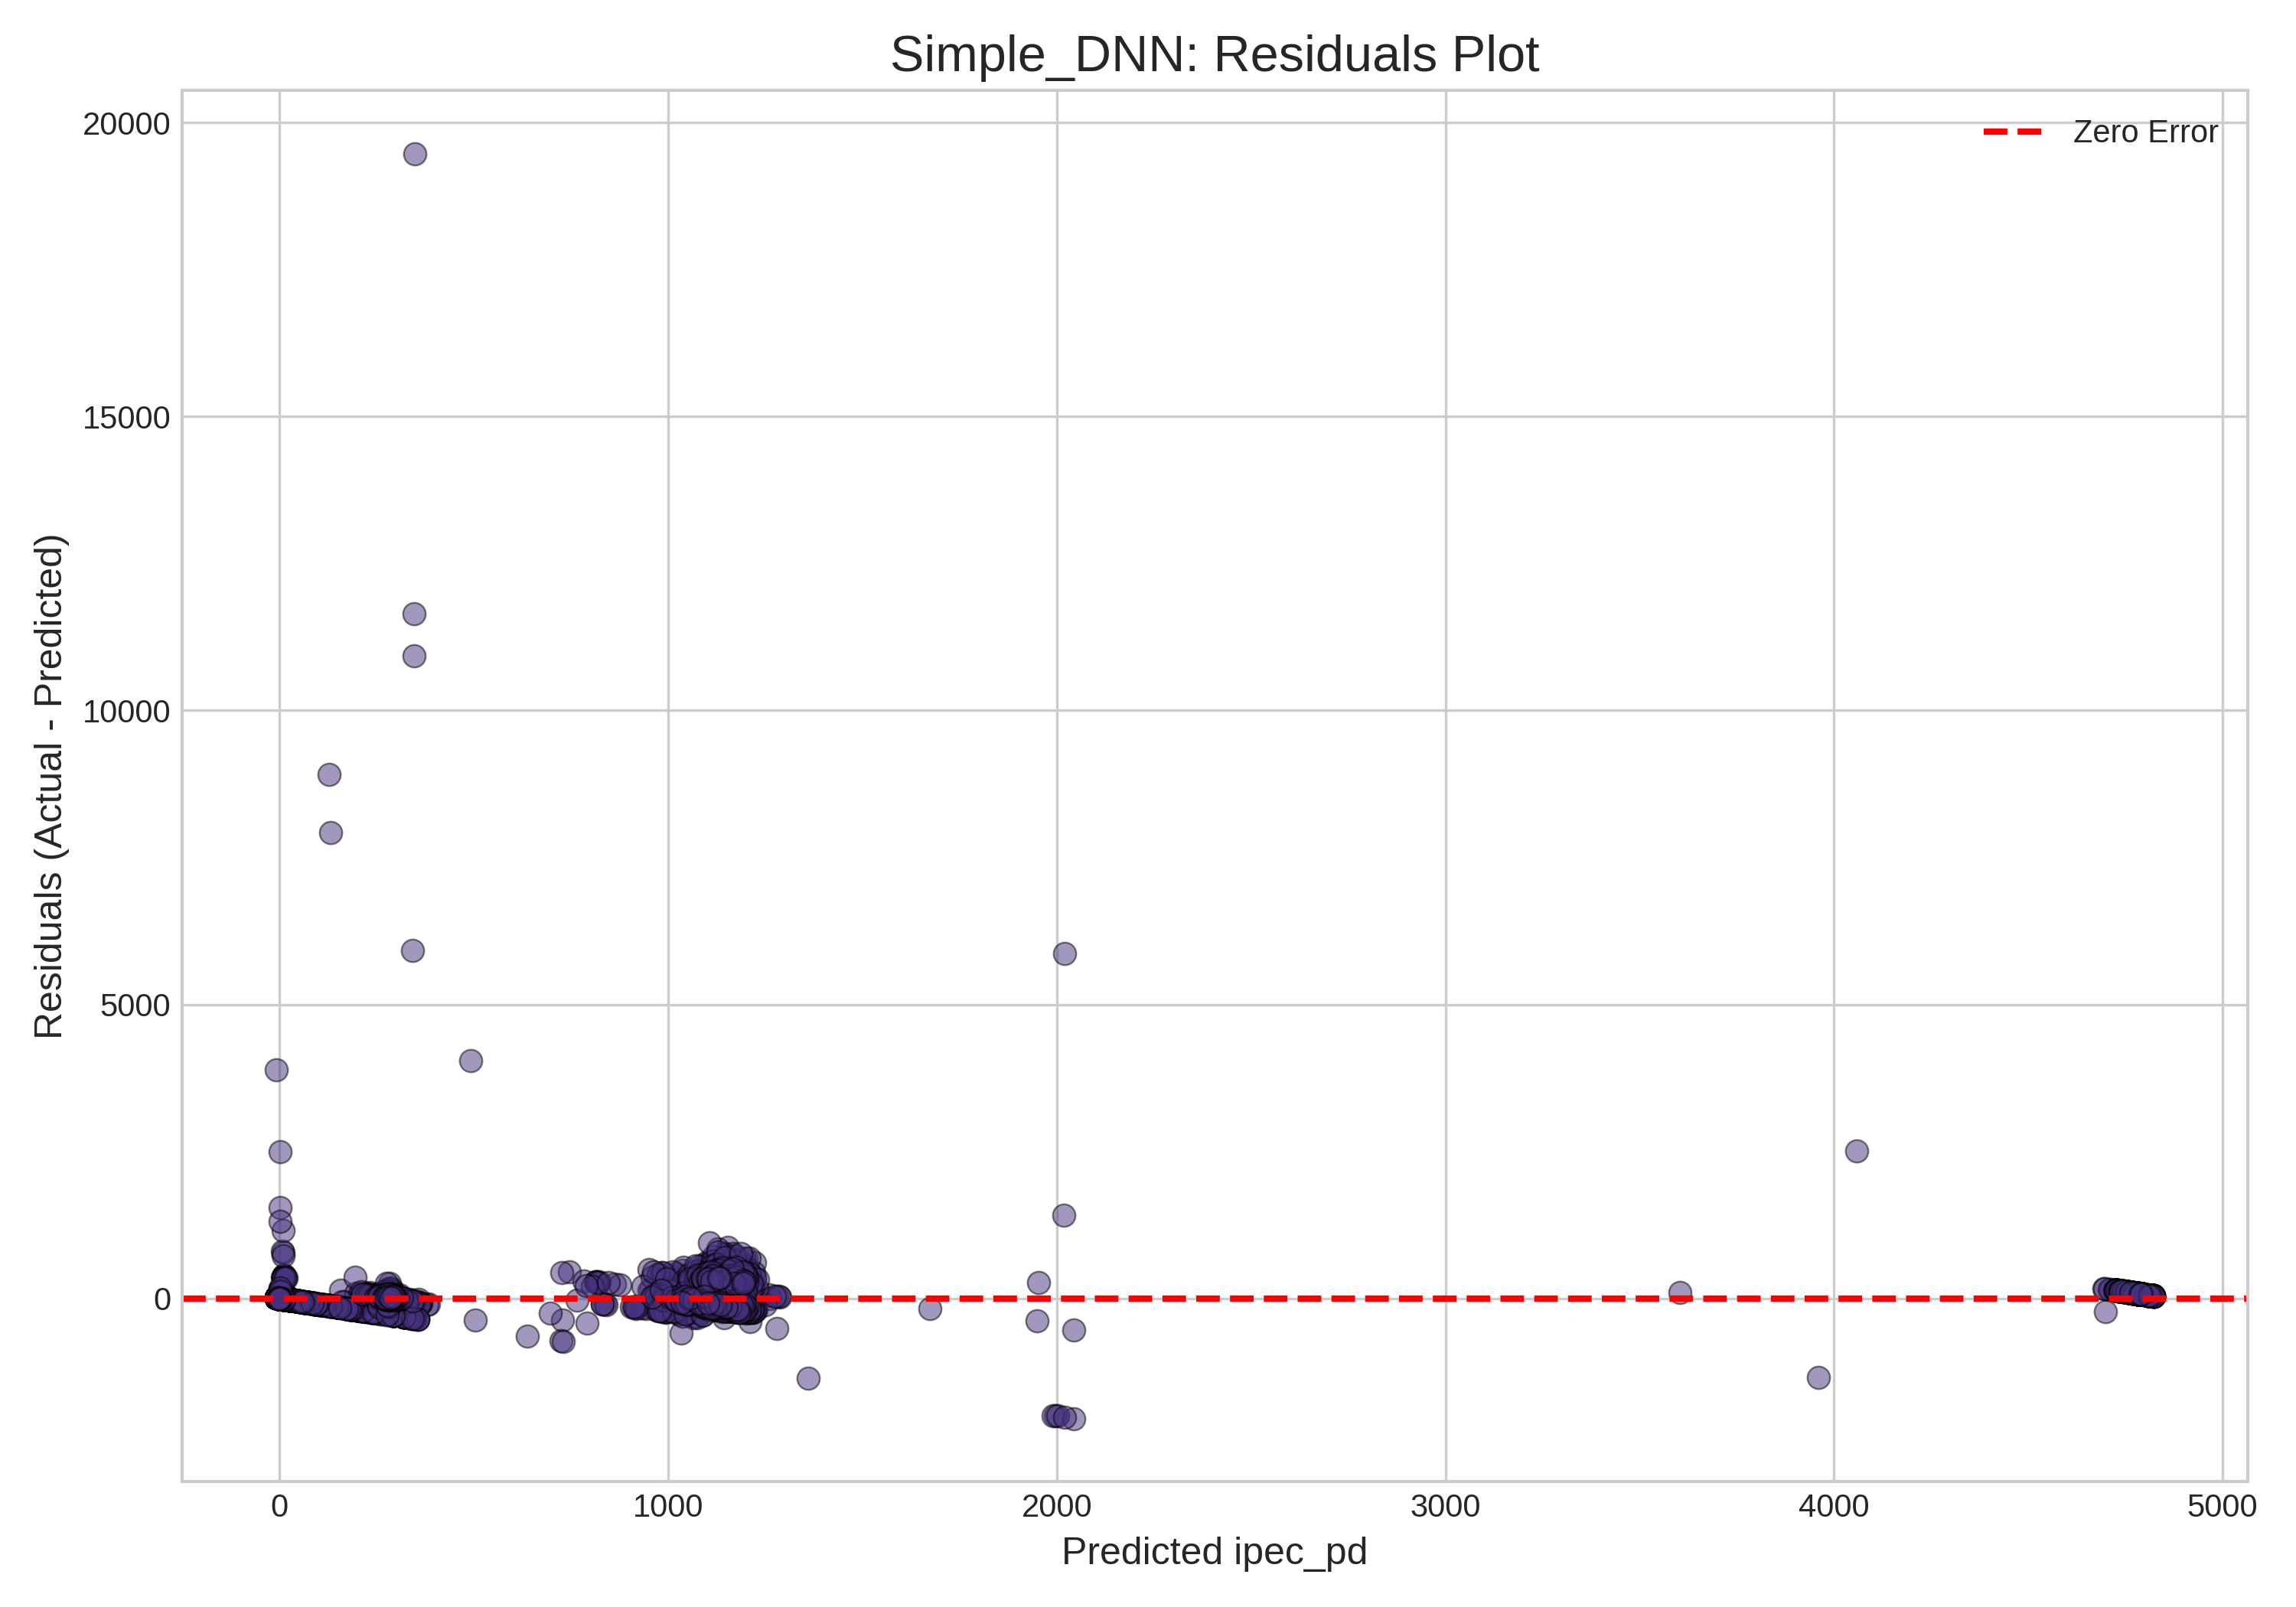 Simple_DNN: Residuals Plot
20000
15000
10000
5000
0
Residuals (Actual - Predicted)
Zero Error
0 1000 2000 3000 4000 5000
Predicted ipec_pd